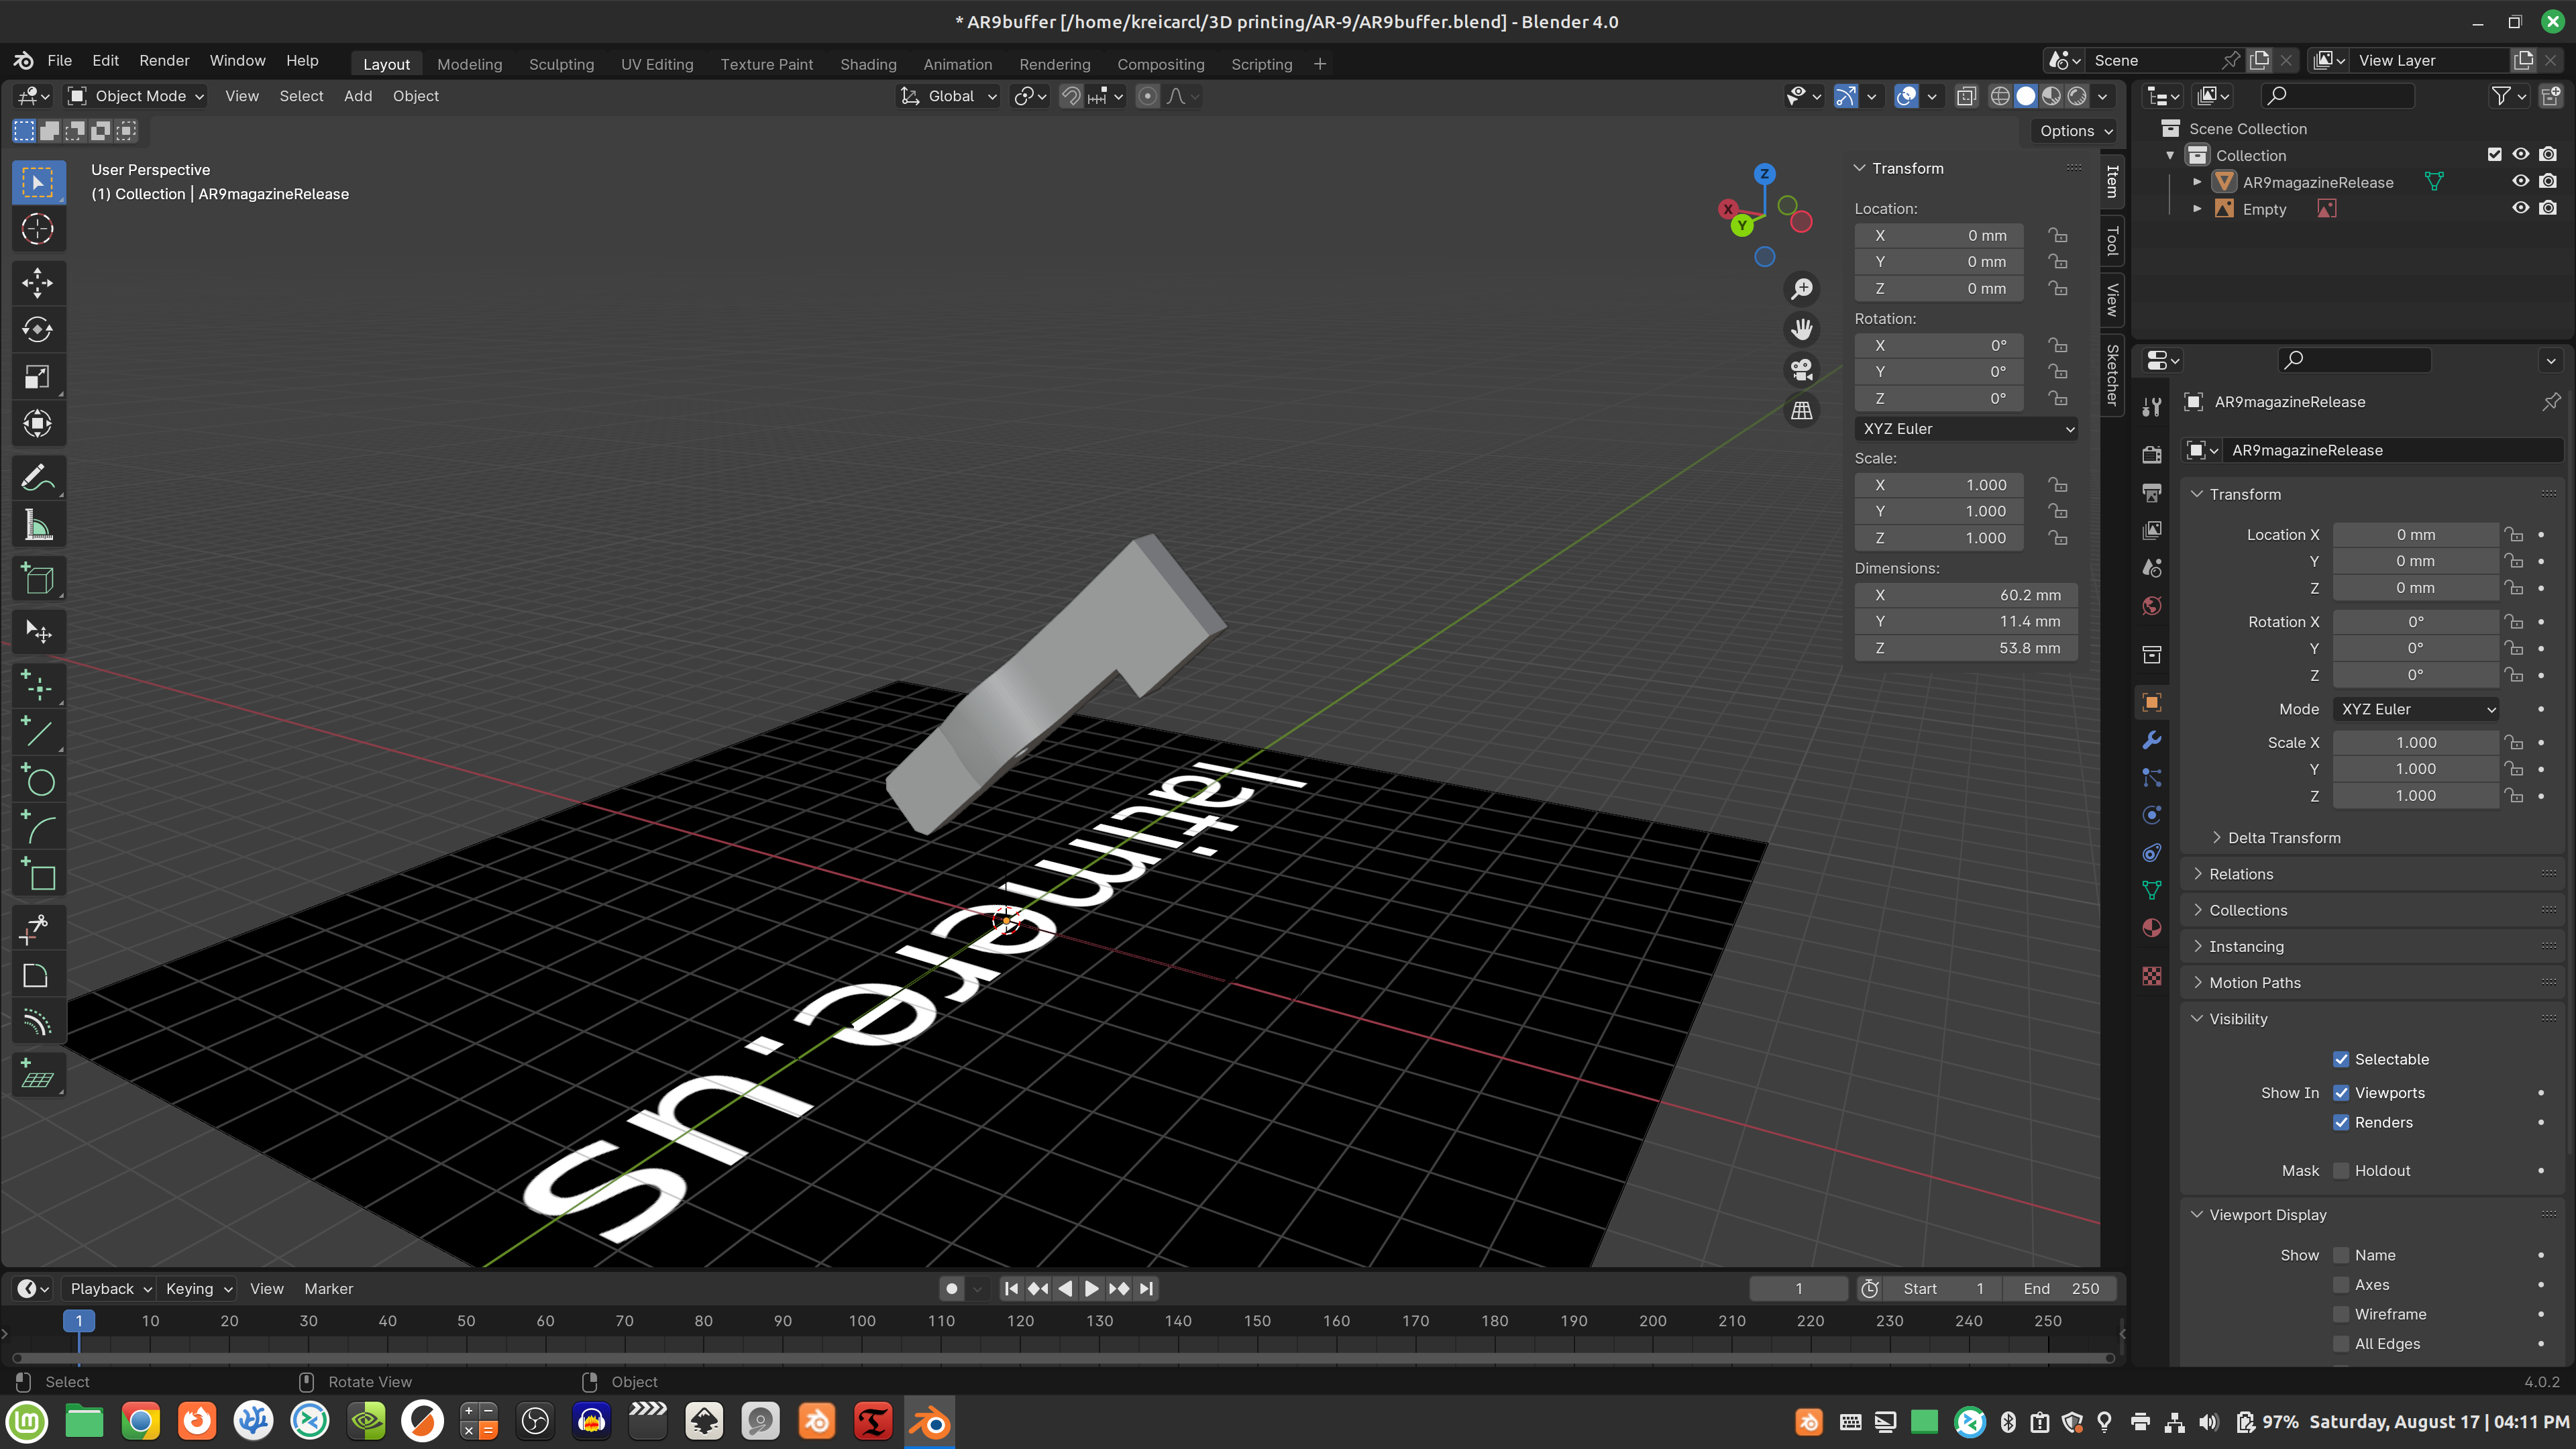 * AR9buffer [/home/kreicarcl/3D printing/AR-9/AR9buffer.blend] - Blender 4.0
File Edit Render Window Help Layout Modeling Sculpting UV Editing Texture Paint Shading Animation Rendering Compositing Scripting + Scene View Layer
Object Mode View Select Add Object Global
Options
User Perspective
(1) Collection | AR9magazineRelease
Z
X
Y
Transform
Location:
X 0 mm
Y 0 mm
Z 0 mm
Rotation:
X 0°
Y 0°
Z 0°
XYZ Euler
Scale:
X 1.000
Y 1.000
Z 1.000
Dimensions:
X 60.2 mm
Y 11.4 mm
Z 53.8 mm
Item
Tool
View
Sketcher
Scene Collection
Collection
AR9magazineRelease
Empty
AR9magazineRelease
AR9magazineRelease
Transform
Location X 0 mm
Y 0 mm
Z 0 mm
Rotation X 0°
Y 0°
Z 0°
Mode XYZ Euler
Scale X 1.000
Y 1.000
Z 1.000
Delta Transform
Relations
Collections
Instancing
Motion Paths
Visibility
Selectable
Show In Viewports
Renders
Mask Holdout
Viewport Display
Show Name
Axes
Wireframe
All Edges
Playback Keying View Marker 1 Start 1 End 250
1 10 20 30 40 50 60 70 80 90 100 110 120 130 140 150 160 170 180 190 200 210 220 230 240 250
Select Rotate View Object 4.0.2
97% Saturday, August 17 | 04:11 PM